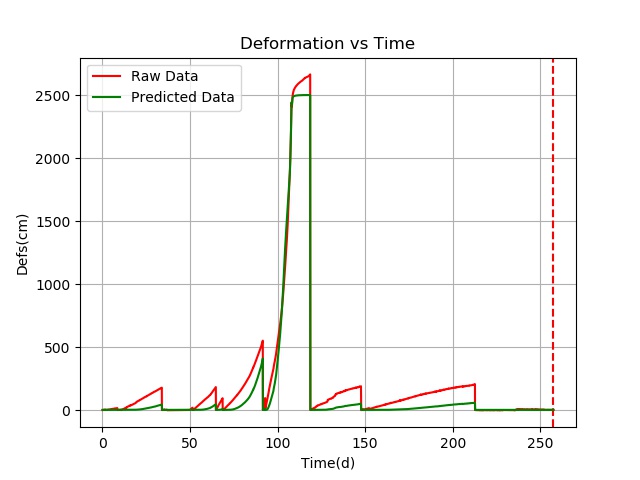 Deformation vs Time
Raw Data
Predicted Data
2500
2000
1500
1000
500
0
Defs(cm)
0 50 100 150 200 250
Time(d)